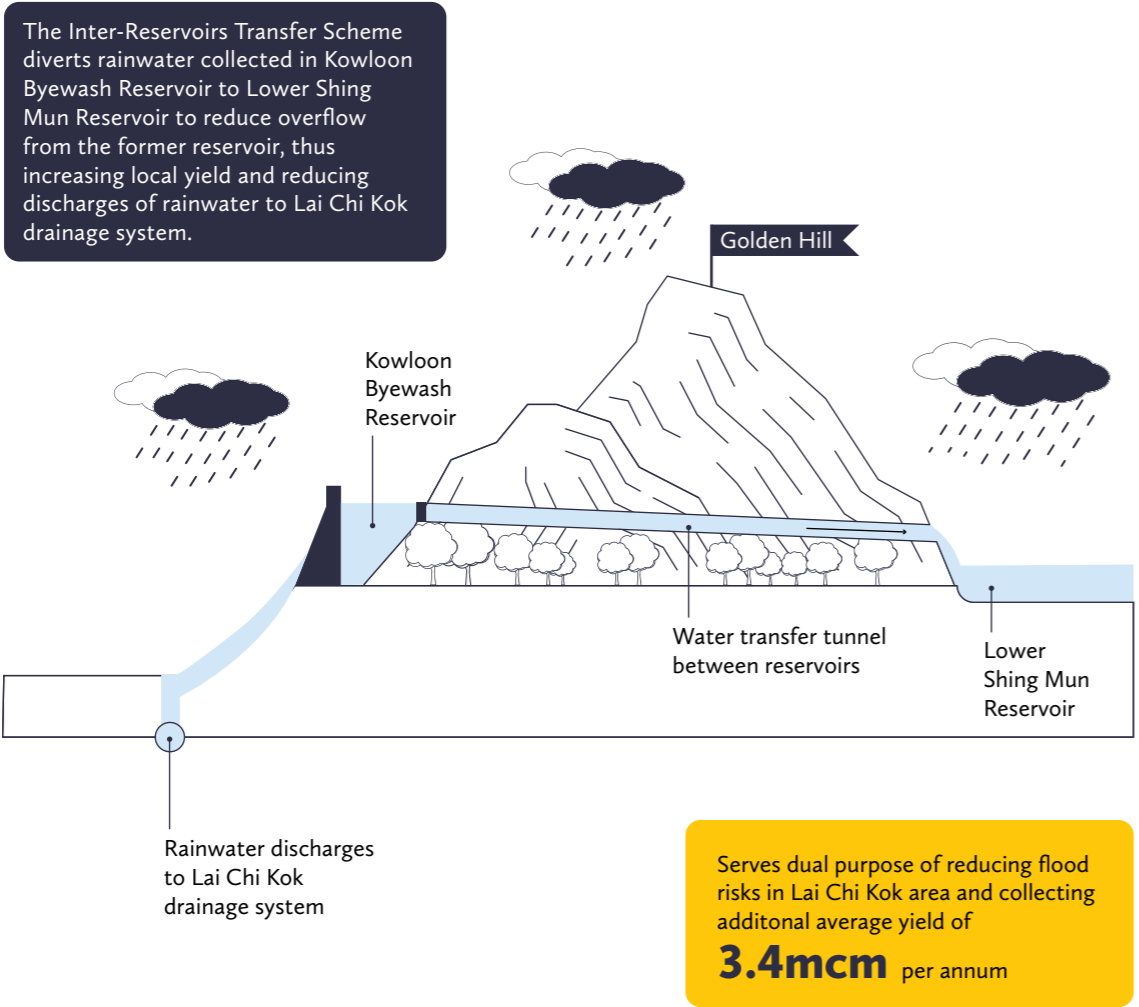 The Inter-Reservoirs Transfer Scheme
diverts rainwater collected in Kowloon
Byewash Reservoir to Lower Shing
Mun Reservoir to reduce overflow
from the former reservoir, thus
increasing local yield and reducing
discharges of rainwater to Lai Chi Kok
drainage system.
Golden Hill
Kowloon
Byewash
Reservoir
Water transfer tunnel
between reservoirs
Lower
Shing Mun
Reservoir
Rainwater discharges
to Lai Chi Kok
drainage system
Serves dual purpose of reducing flood
risks in Lai Chi Kok area and collecting
additonal average yield of
3.4mcm per annum